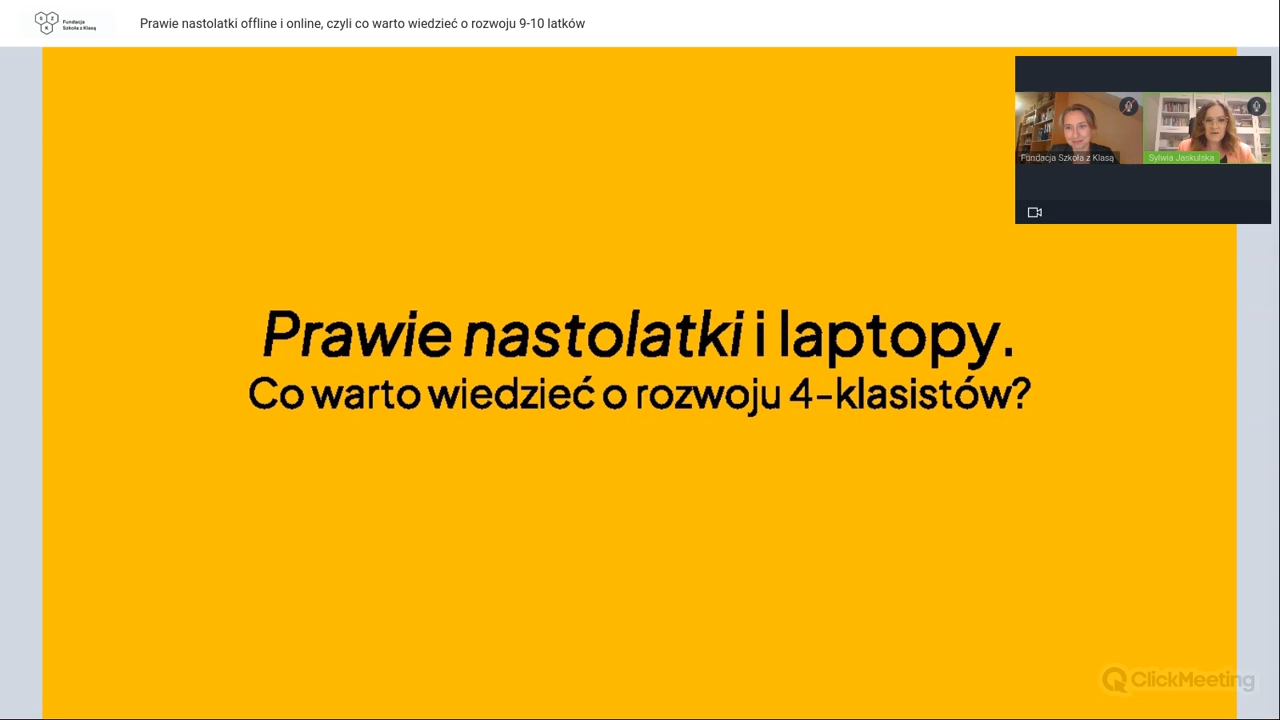 S Z
K
Fundacja
Szkoła z Klasą
Prawie nastolatki offline i online, czyli co warto wiedzieć o rozwoju 9-10 latków
Fundacja Szkoła z Klasą
Sylwia Jaskulska
Prawie nastolatki i laptopy.
Co warto wiedzieć o rozwoju 4-klasistów?
ClickMeeting